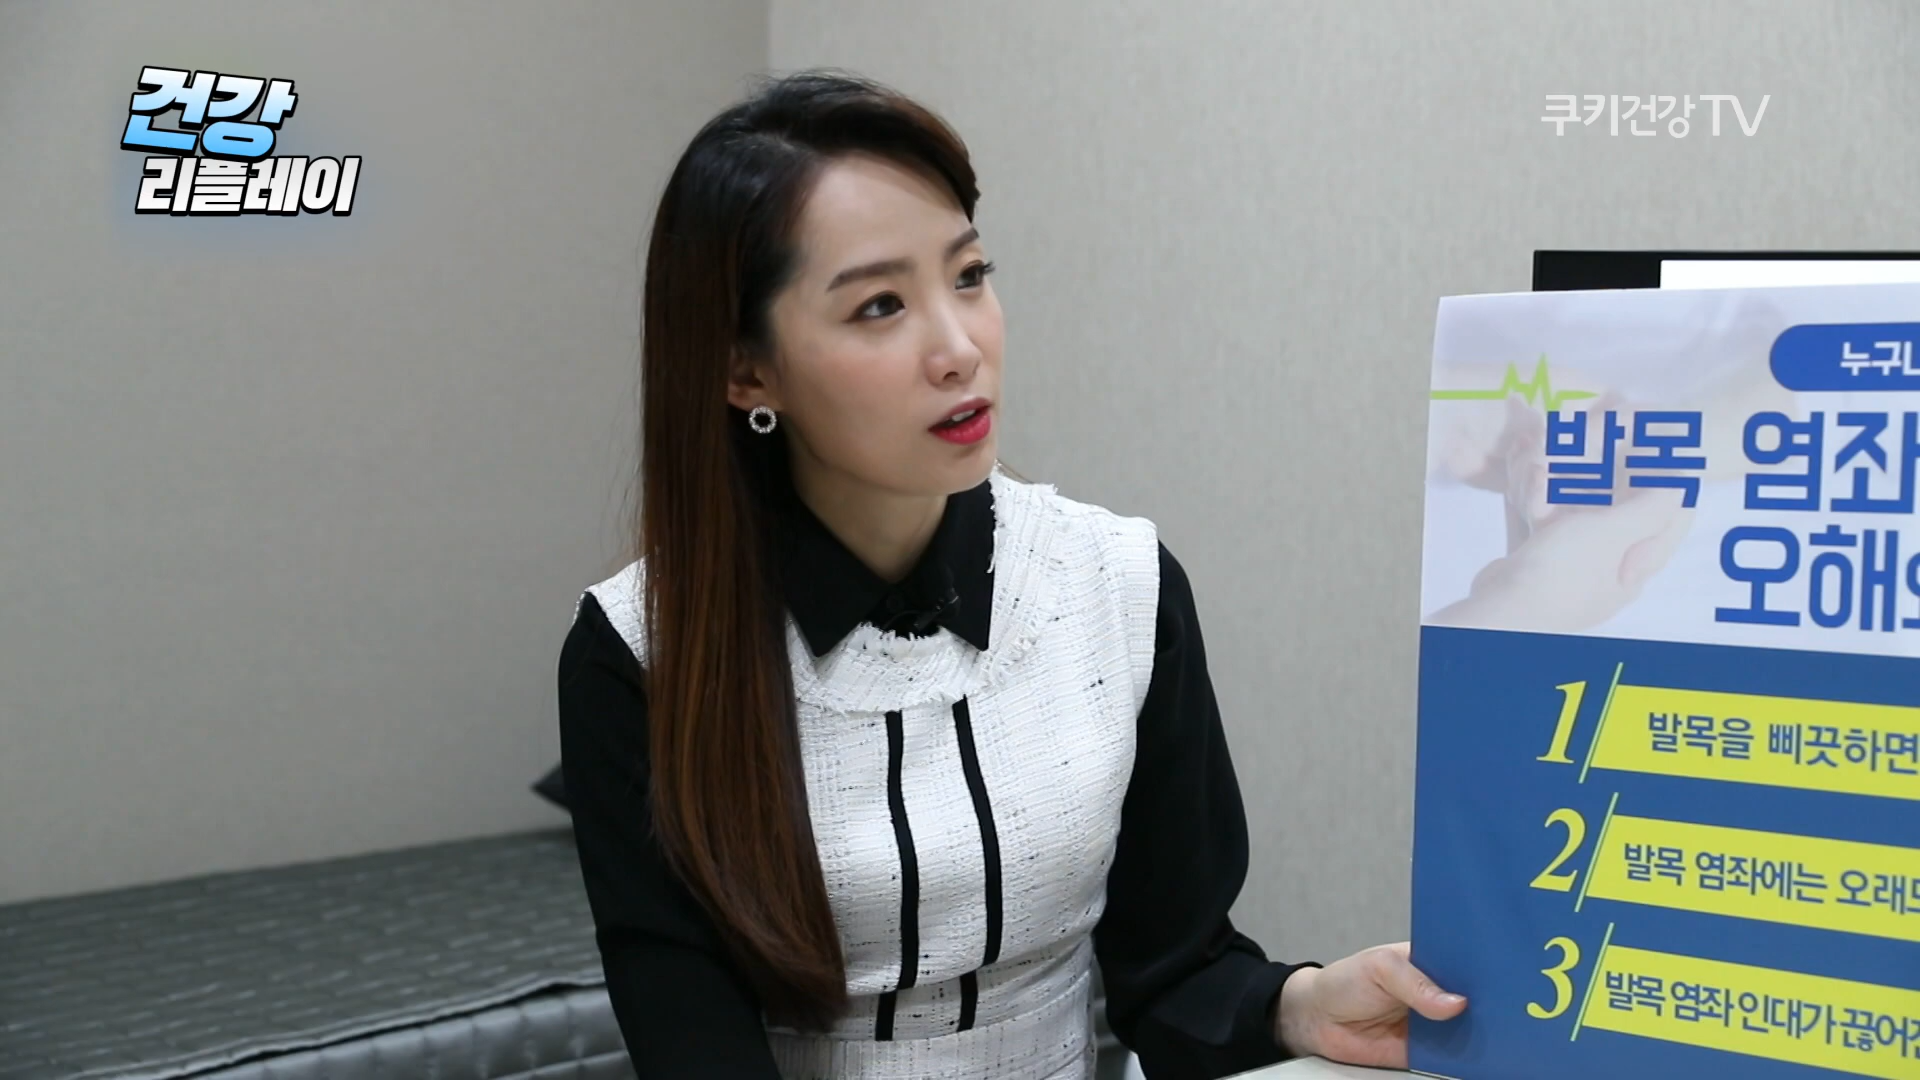 건강
리플레이
쿠키건강TV
누구나
발목 염좌
오해와
1 발목을 삐끗하면
2 발목 염좌에는 오래
3 발목 염좌 인대가 끊어